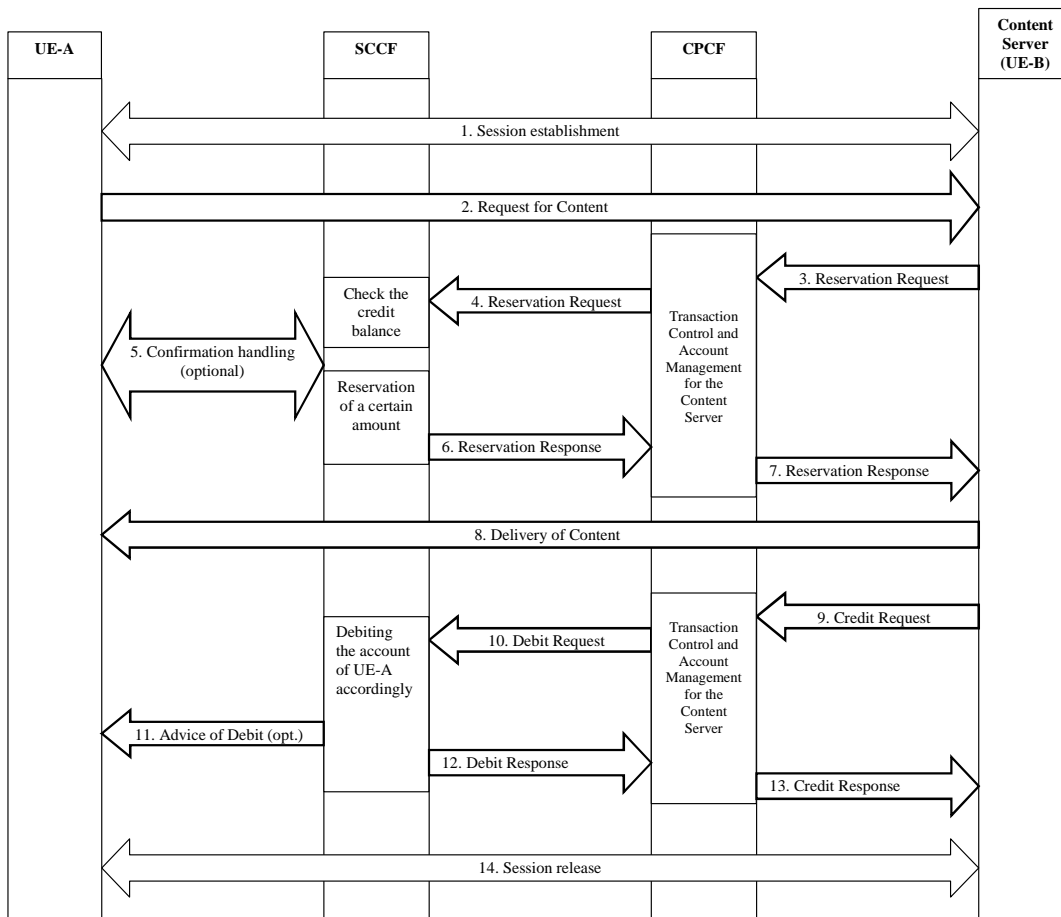 Content
Server
(UE-B)
UE-A
SCCF
CPCF
1. Session establishment
2. Request for Content
3. Reservation Request
4. Reservation Request
Check the
credit
balance
Transaction
Control and
Account
Management
for the
Content
Server
5. Confirmation handling
(optional)
Reservation
of a certain
amount
6. Reservation Response
7. Reservation Response
8. Delivery of Content
9. Credit Request
10. Debit Request
Debiting
the account
of UE-A
accordingly
Transaction
Control and
Account
Management
for the
Content
Server
11. Advice of Debit (opt.)
12. Debit Response
13. Credit Response
14. Session release